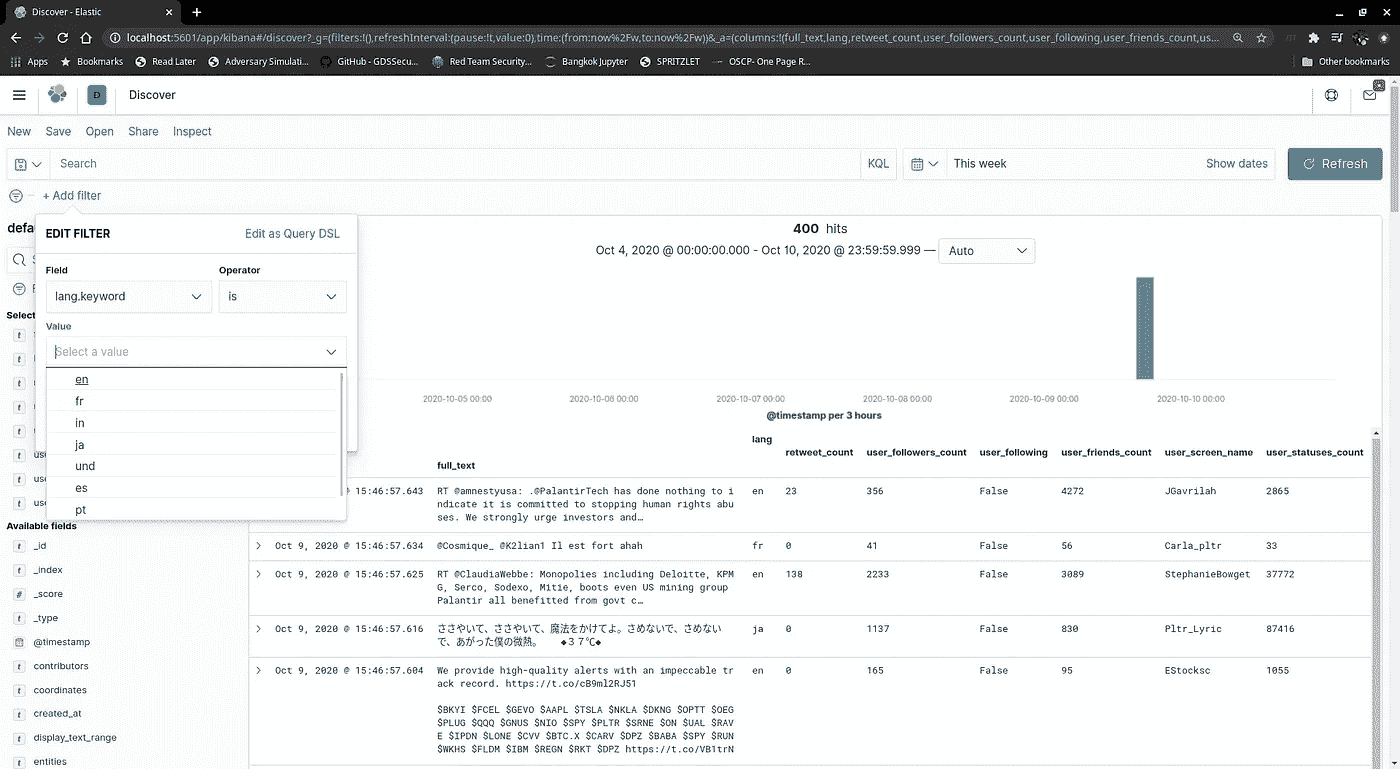 Discover - Elastic
localhost:5601/app/kibana#/discover?_g=(filters:!(),refreshInterval:(pause:!t,value:0),time:(from:now%2Fw,to:now%2Fw))&_a=(columns:!(full_text,lang,retweet_count,user_followers_count,user_following,user_friends_count,us...
Apps Bookmarks Read Later Adversary Simulati... GitHub - GDSSecu... Red Team Security... Bangkok Jupyter SPRITZLET OSCP- One Page R... Other bookmarks
D Discover
New Save Open Share Inspect
Search KQL This week Show dates Refresh
+ Add filter
EDIT FILTER Edit as Query DSL
Field Operator
lang.keyword is
Value
Select a value
en
fr
in
ja
und
es
pt
Available fields
t _id
t _index
# _score
t _type
@timestamp
t contributors
t coordinates
t created_at
t display_text_range
t entities
400 hits
Oct 4, 2020 @ 00:00:00.000 - Oct 10, 2020 @ 23:59:59.999 — Auto
2020-10-05 00:00 2020-10-06 00:00 2020-10-07 00:00 2020-10-08 00:00 2020-10-09 00:00 2020-10-10 00:00
@timestamp per 3 hours
full_text lang retweet_count user_followers_count user_following user_friends_count user_screen_name user_statuses_count
15:46:57.643 RT @amnestyusa: .@PalantirTech has done nothing to i en 23 356 False 4272 JGavrilah 2865
ndicate it is committed to stopping human rights abu
ses. We strongly urge investors and…
Oct 9, 2020 @ 15:46:57.634 @Cosmique_ @K2lian1 Il est fort ahah fr 0 41 False 56 Carla_pltr 33
Oct 9, 2020 @ 15:46:57.625 RT @ClaudiaWebbe: Monopolies including Deloitte, KPM en 138 2233 False 3089 StephanieBowget 37772
G, Serco, Sodexo, Mitie, boots even US mining group
Palantir all benefitted from govt c…
Oct 9, 2020 @ 15:46:57.616 ささやいて、ささやいて、魔法をかけてよ。さめないで、さめない ja 0 1137 False 830 Pltr_Lyric 87416
で、あがった僕の微熱。 ◆３７℃◆
Oct 9, 2020 @ 15:46:57.604 We provide high-quality alerts with an impeccable tr en 0 165 False 95 EStocksc 1055
ack record. https://t.co/cB9ml2RJ51
$BKYI $FCEL $GEVO $AAPL $TSLA $NKLA $DKNG $OPTT $OEG
$PLUG $QQQ $GNUS $NIO $SPY $PLTR $SRNE $ON $UAL $RAV
E $IPDN $LONE $CVV $BTC.X $CARV $DPZ $BABA $SPY $RUN
$WKHS $FLDM $IBM $REGN $RKT $DPZ https://t.co/VB1trN